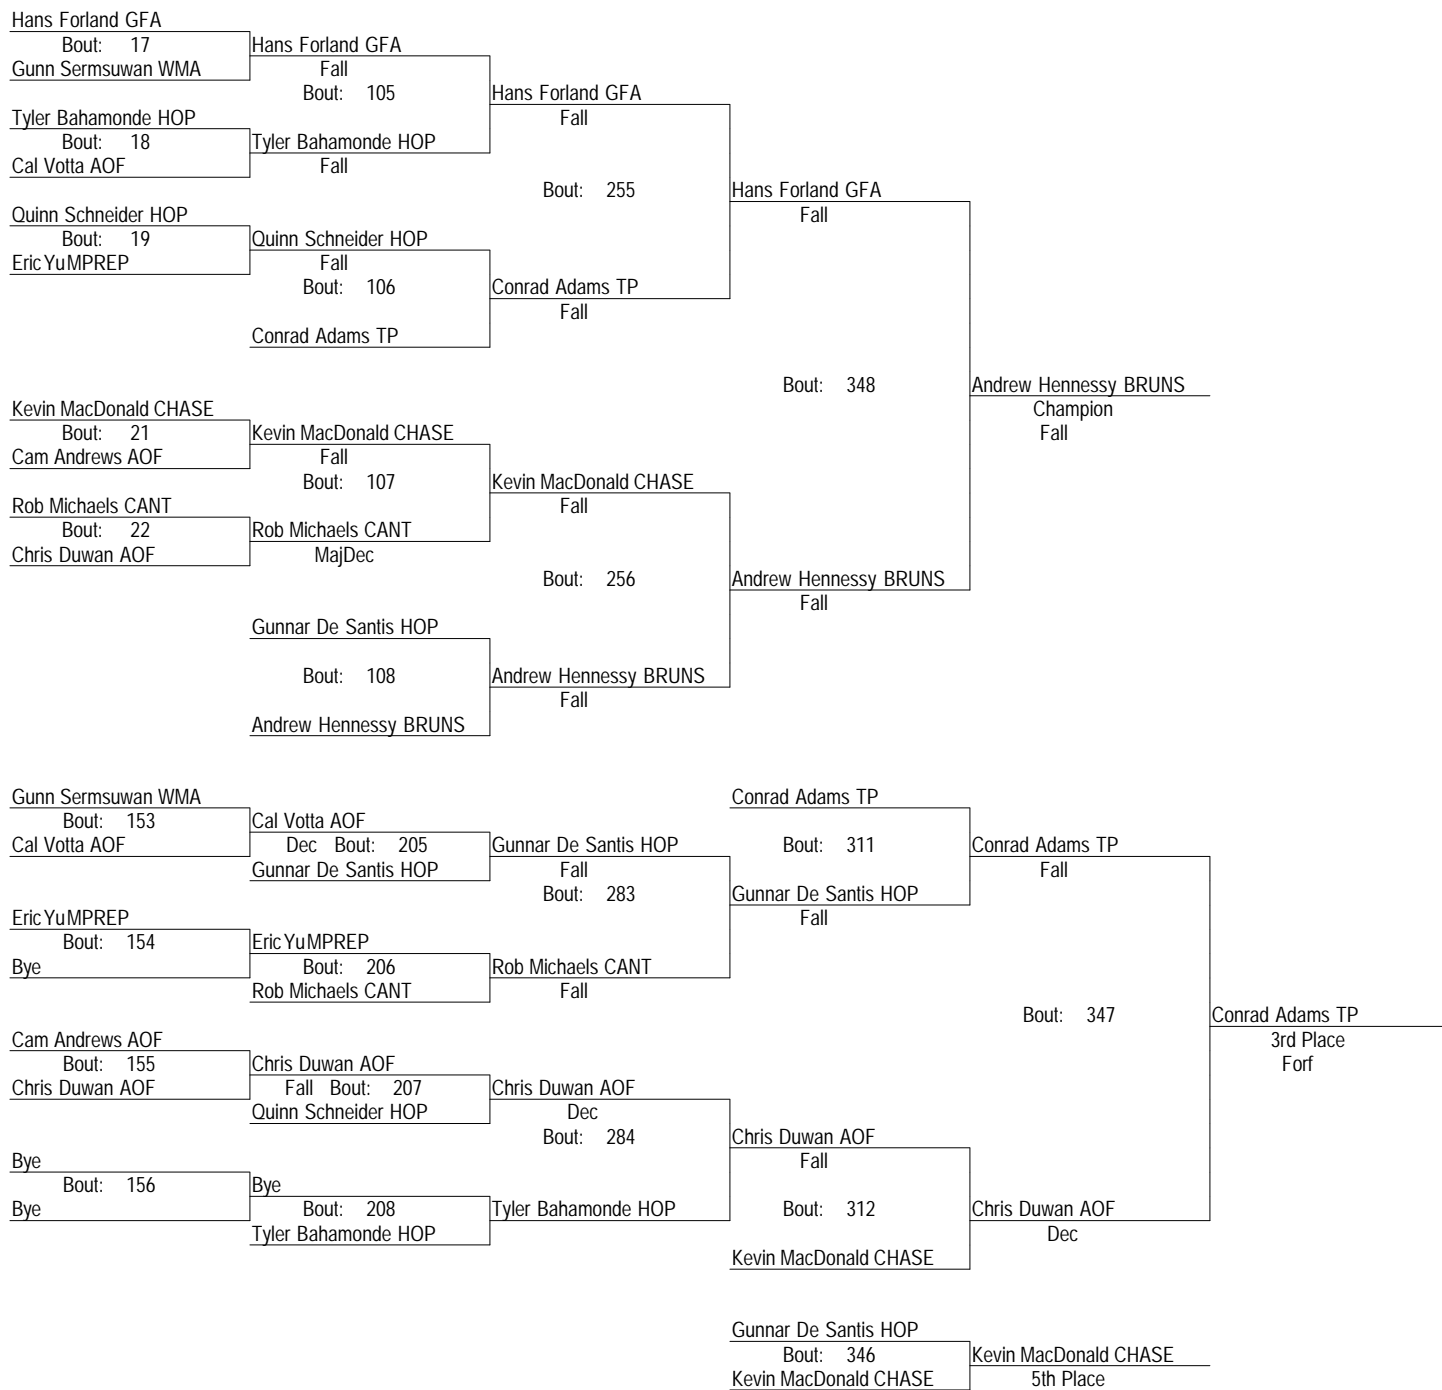 Hans Forland GFA
Bout: 17
Hans Forland GFA
Gunn Sermsuwan WMA
Fall
Bout: 105
Hans Forland GFA
Tyler Bahamonde HOP
Fall
Bout: 18
Tyler Bahamonde HOP
Cal Votta AOF
Fall
Bout: 255
Hans Forland GFA
Quinn Schneider HOP
Fall
Bout: 19
Quinn Schneider HOP
Eric Yu MPREP
Fall
Bout: 106
Conrad Adams TP
Fall
Conrad Adams TP
Bout: 348
Andrew Hennessy BRUNS
Kevin MacDonald CHASE
Champion
Bout: 21
Kevin MacDonald CHASE
Fall
Cam Andrews AOF
Fall
Bout: 107
Kevin MacDonald CHASE
Rob Michaels CANT
Fall
Bout: 22
Rob Michaels CANT
Chris Duwan AOF
MajDec
Bout: 256
Andrew Hennessy BRUNS
Fall
Gunnar De Santis HOP
Bout: 108
Andrew Hennessy BRUNS
Fall
Andrew Hennessy BRUNS
Gunn Sermsuwan WMA
Conrad Adams TP
Bout: 153
Cal Votta AOF
Cal Votta AOF
Dec Bout: 205
Gunnar De Santis HOP
Bout: 311
Conrad Adams TP
Gunnar De Santis HOP
Fall
Fall
Bout: 283
Gunnar De Santis HOP
Eric Yu MPREP
Fall
Bout: 154
Eric Yu MPREP
Bye
Bout: 206
Rob Michaels CANT
Rob Michaels CANT
Fall
Bout: 347
Conrad Adams TP
Cam Andrews AOF
3rd Place
Bout: 155
Chris Duwan AOF
Forf
Chris Duwan AOF
Fall Bout: 207
Chris Duwan AOF
Quinn Schneider HOP
Dec
Bout: 284
Chris Duwan AOF
Bye
Fall
Bout: 156
Bye
Bye
Bout: 208
Tyler Bahamonde HOP
Bout: 312
Chris Duwan AOF
Tyler Bahamonde HOP
Dec
Kevin MacDonald CHASE
Gunnar De Santis HOP
Bout: 346
Kevin MacDonald CHASE
Kevin MacDonald CHASE
5th Place